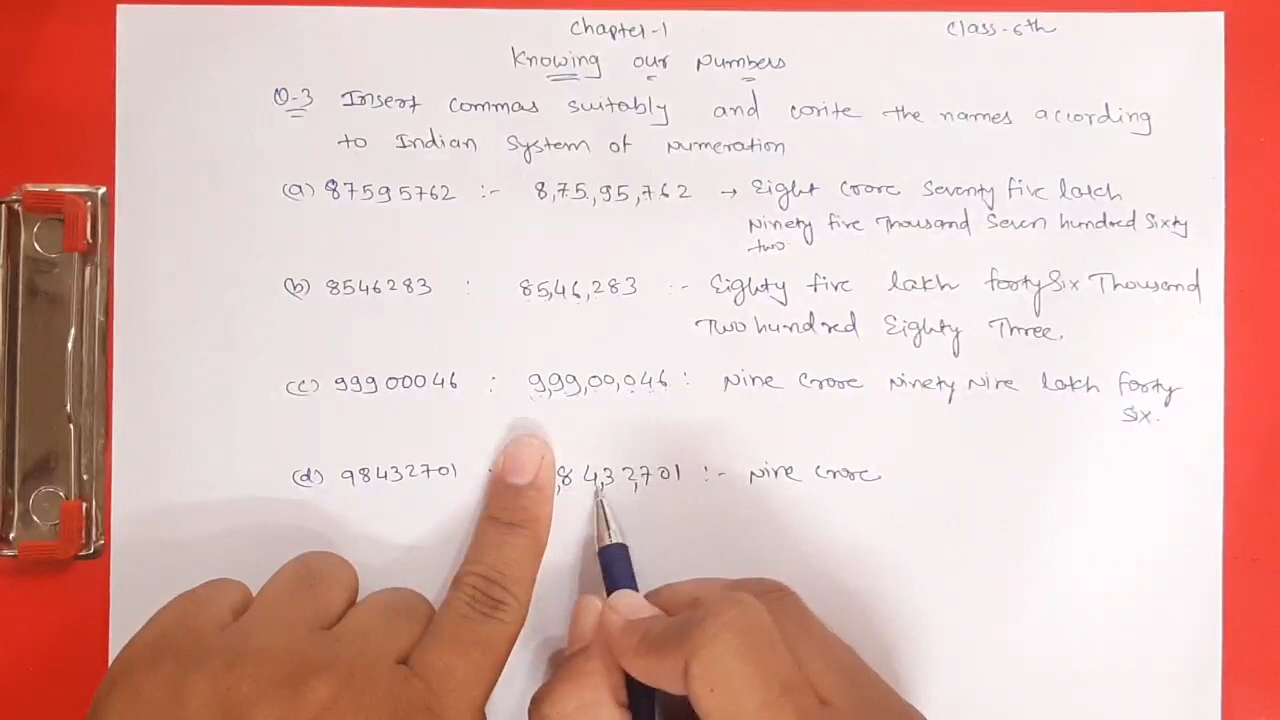 Chapter-1 Class-6th
Knowing our Numbers
Q-3 Insert commas suitably and write the names according
to Indian System of Numeration
(a) 87595762 :- 8,75,95,762 → Eight Crore Seventy five lakh
Ninety five Thousand Seven hundred Sixty
two
(b) 8546283 : 85,46,283 :- Eighty five lakh forty Six Thousand
Two hundred Eighty Three.
(c) 99900046 : 9,99,00,046 : Nine Crore Ninety Nine lakh forty
Six.
(d) 98432701 ,84,32,701 :- Nine Crore